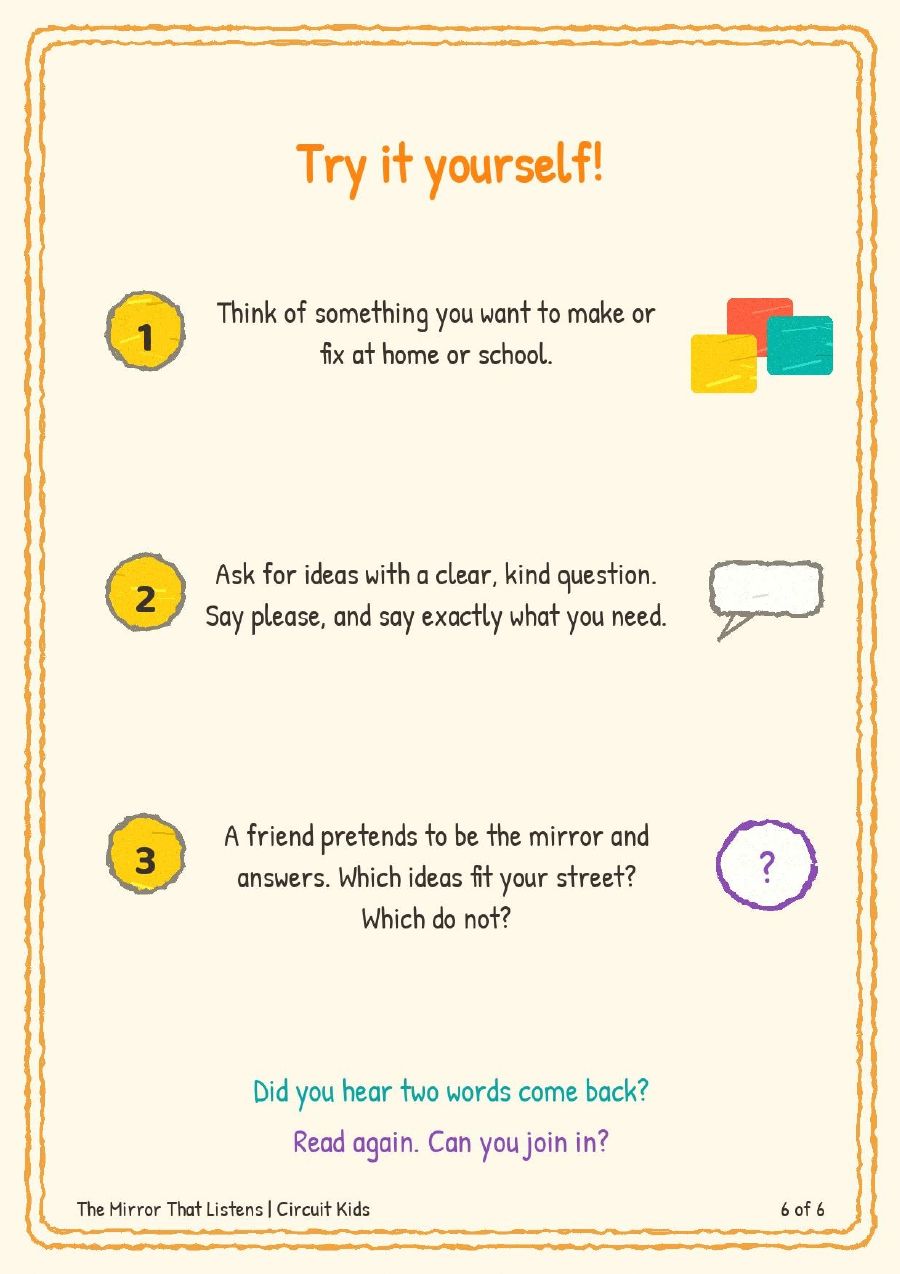 Try it yourself!
1
Think of something you want to make or
fix at home or school.
2
Ask for ideas with a clear, kind question.
Say please, and say exactly what you need.
3
A friend pretends to be the mirror and
answers. Which ideas fit your street?
Which do not?
?
Did you hear two words come back?
Read again. Can you join in?
The Mirror That Listens | Circuit Kids
6 of 6